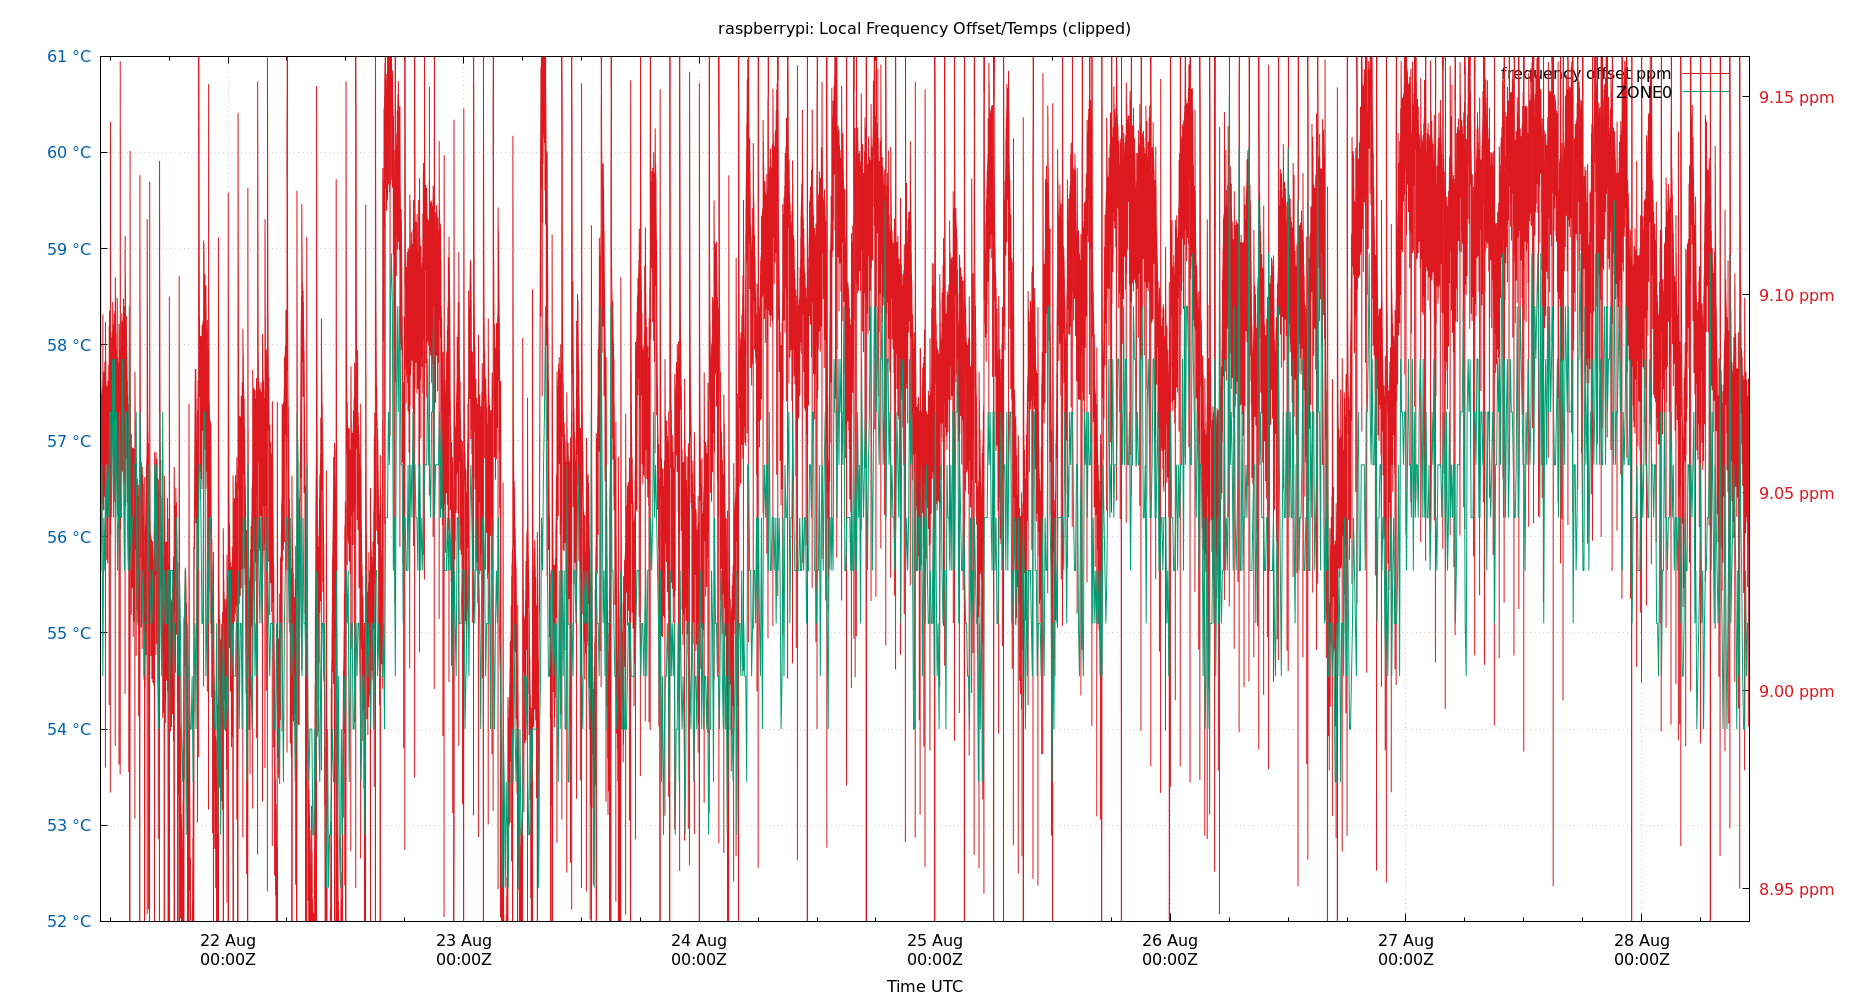 raspberrypi: Local Frequency Offset/Temps (clipped)
61 °C
60 °C
59 °C
58 °C
57 °C
56 °C
55 °C
54 °C
53 °C
52 °C
frequency offset ppm
ZONE0
9.15 ppm
9.10 ppm
9.05 ppm
9.00 ppm
8.95 ppm
22 Aug
00:00Z
23 Aug
00:00Z
24 Aug
00:00Z
25 Aug
00:00Z
26 Aug
00:00Z
27 Aug
00:00Z
28 Aug
00:00Z
Time UTC